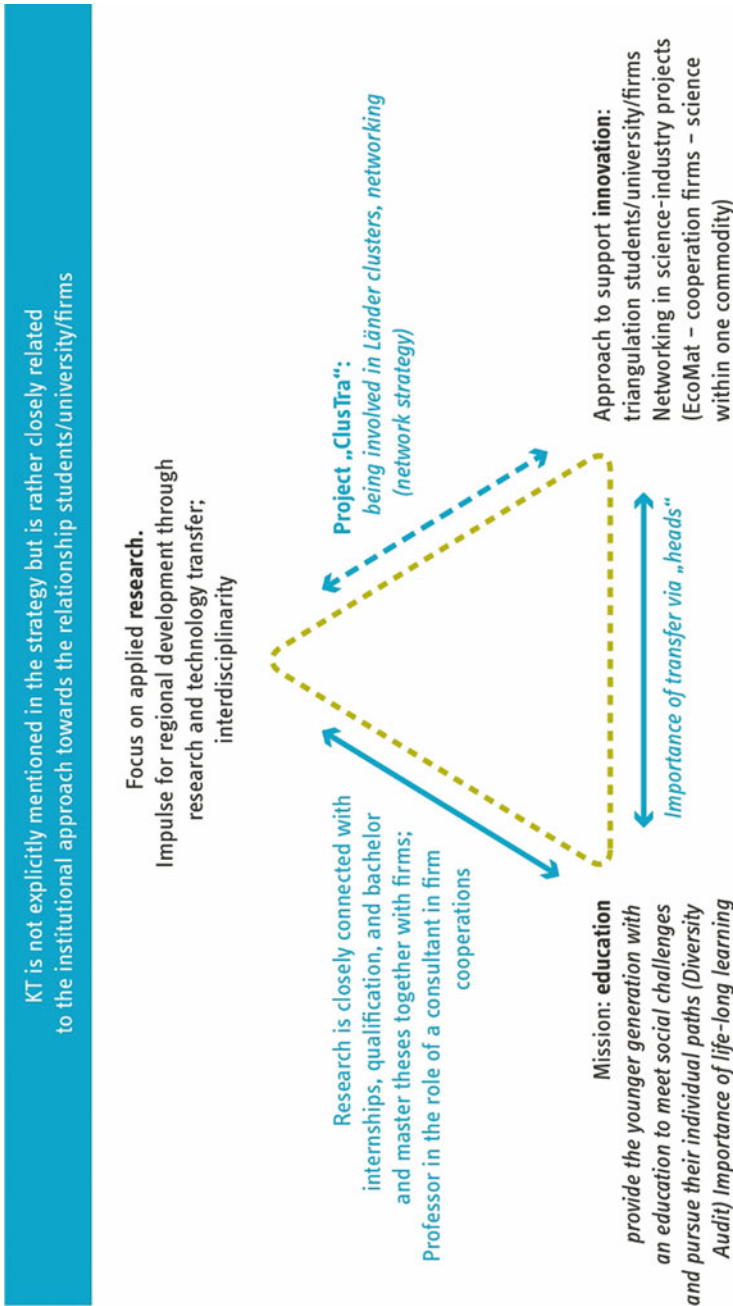 KT is not explicitly mentioned in the strategy but is rather closely related
to the institutional approach towards the relationship students/university/firms
Focus on applied research.
Impulse for regional development through
research and technology transfer;
interdisciplinarity
Research is closely connected with
internships, qualification, and bachelor
and master theses together with firms;
Professor in the role of a consultant in firm
cooperations
Project „ClusTra“:
being involved in Länder clusters, networking
(network strategy)
Mission: education
provide the younger generation with
an education to meet social challenges
and pursue their individual paths (Diversity
Audit) Importance of life-long learning
Importance of transfer via „heads“
Approach to support innovation:
triangulation students/university/firms
Networking in science-industry projects
(EcoMat – cooperation firms – science
within one commodity)